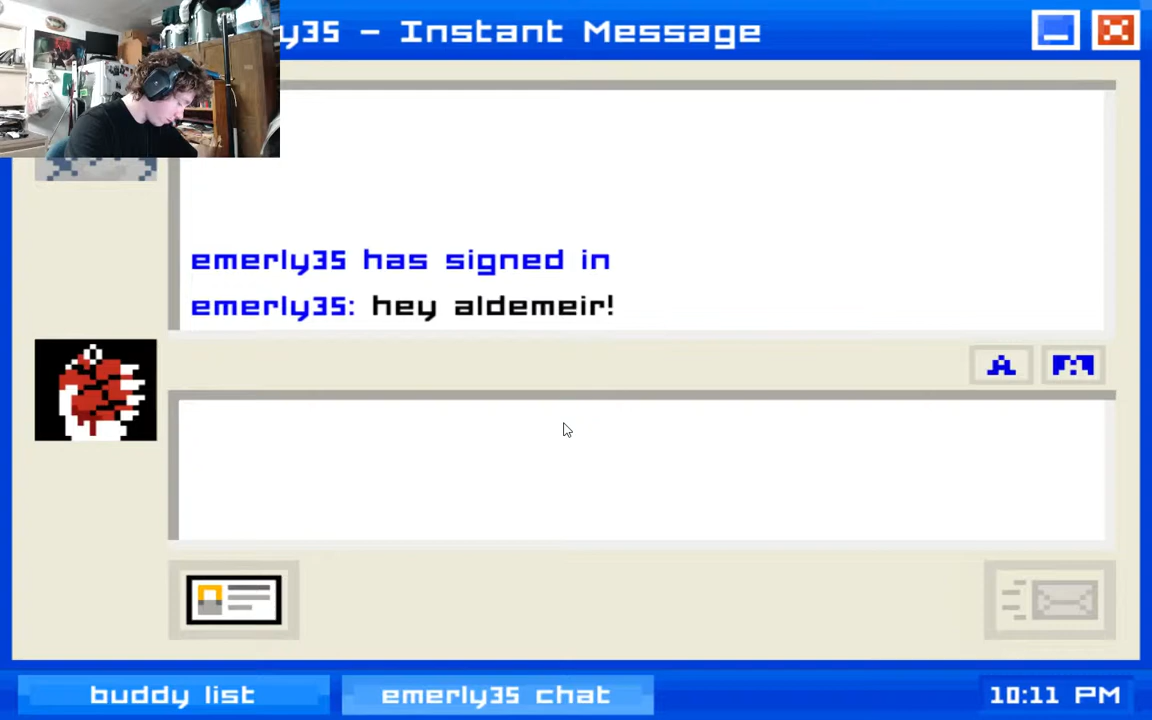 y35 - Instant Message
emerly35 has signed in
emerly35: hey aldemeir!
A
buddy list
emerly35 chat
10:11 PM